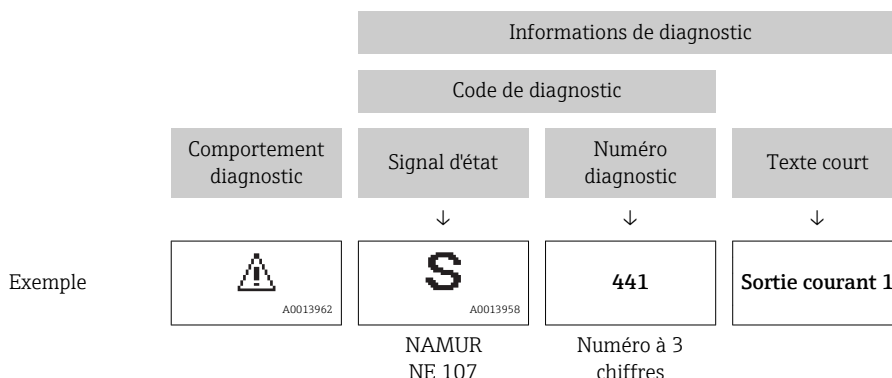 Informations de diagnostic
Code de diagnostic
Comportement
diagnostic
Signal d'état
Numéro
diagnostic
Texte court
↓ ↓ ↓
Exemple
A0013962
S
A0013958
441
Sortie courant 1
NAMUR
NE 107
Numéro à 3
chiffres